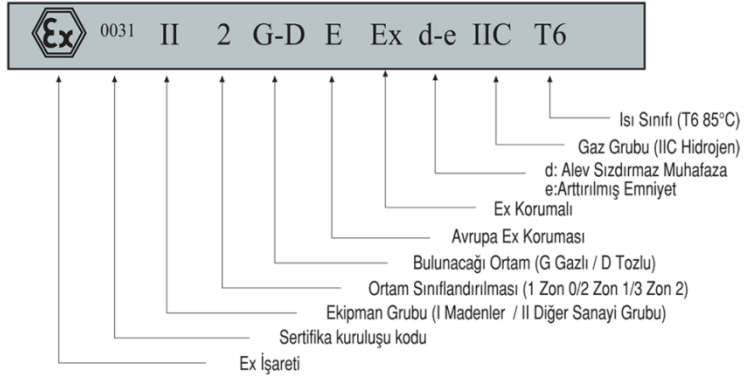 Ex 0031 II 2 G-D E Ex d-e IIC T6
Isı Sınıfı (T6 85°C)
Gaz Grubu (IIC Hidrojen)
d: Alev Sızdırmaz Muhafaza
e:Arttırılmış Emniyet
Ex Korumalı
Avrupa Ex Koruması
Bulunacağı Ortam (G Gazlı / D Tozlu)
Ortam Sınıflandırılması (1 Zon 0/2 Zon 1/3 Zon 2)
Ekipman Grubu (I Madenler / II Diğer Sanayi Grubu)
Sertifika kuruluşu kodu
Ex İşareti